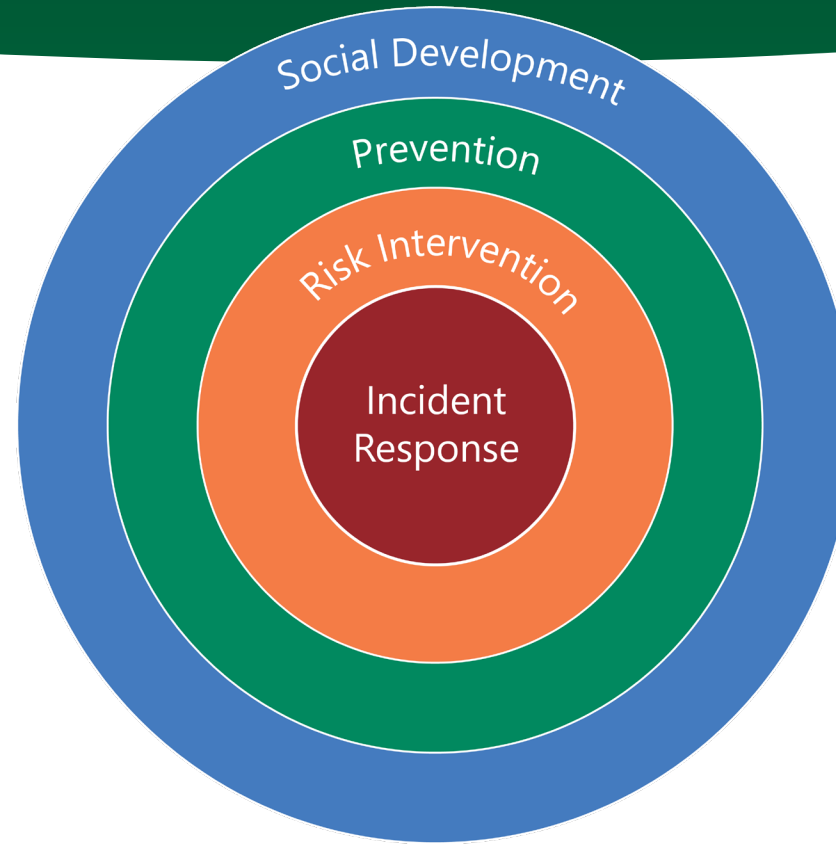 Social Development
Prevention
Risk Intervention
Incident
Response